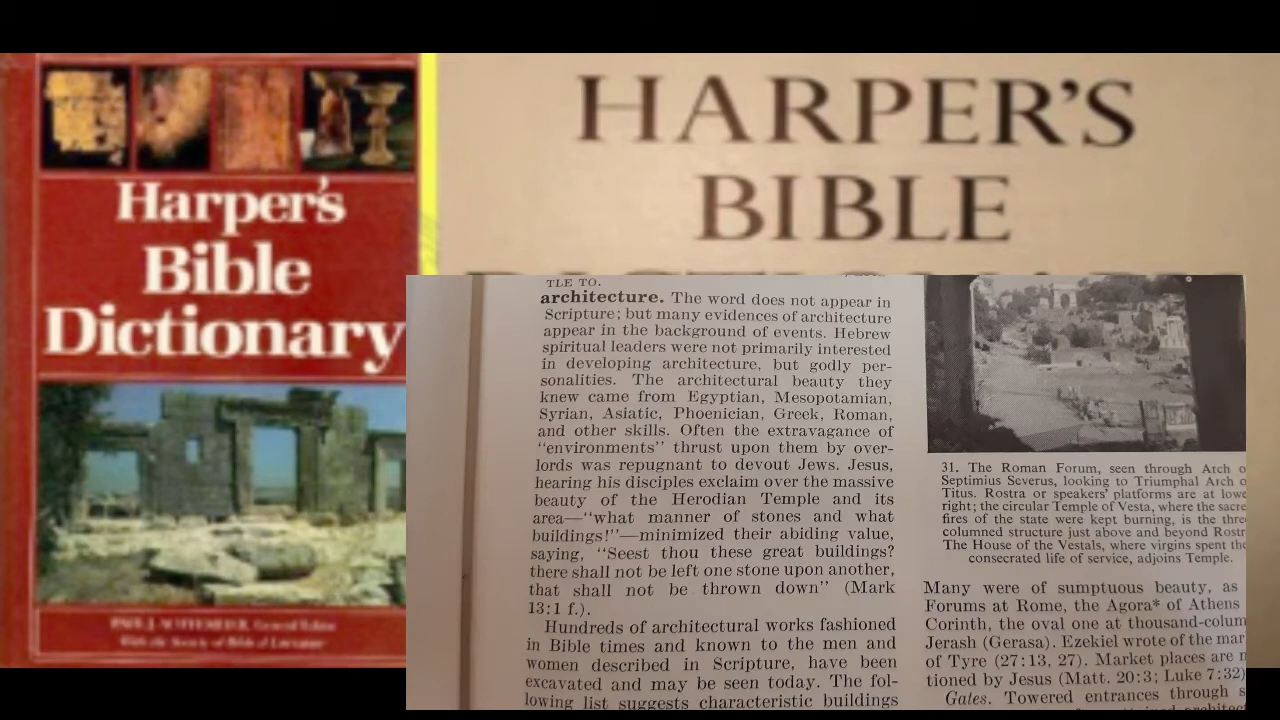 Harper's
Bible
Dictionary
PAUL J. ACHTEMEIER, General Editor
With the Society of Biblical Literature
HARPER'S
BIBLE
TLE TO.
architecture. The word does not appear in
Scripture; but many evidences of architecture
appear in the background of events. Hebrew
spiritual leaders were not primarily interested
in developing architecture, but godly per-
sonalities. The architectural beauty they
knew came from Egyptian, Mesopotamian,
Syrian, Asiatic, Phoenician, Greek, Roman,
and other skills. Often the extravagance of
"environments" thrust upon them by over-
lords was repugnant to devout Jews. Jesus,
hearing his disciples exclaim over the massive
beauty of the Herodian Temple and its
area—"what manner of stones and what
buildings!"—minimized their abiding value,
saying, "Seest thou these great buildings?
there shall not be left one stone upon another,
that shall not be thrown down" (Mark
13:1 f.).
Hundreds of architectural works fashioned
in Bible times and known to the men and
women described in Scripture, have been
excavated and may be seen today. The fol-
lowing list suggests characteristic buildings
31. The Roman Forum, seen through Arch o
Septimius Severus, looking to Triumphal Arch o
Titus. Rostra or speakers' platforms are at lowe
right; the circular Temple of Vesta, where the sacre
fires of the state were kept burning, is the thre
columned structure just above and beyond Rostr
The House of the Vestals, where virgins spent the
consecrated life of service, adjoins Temple.
Many were of sumptuous beauty, as
Forums at Rome, the Agora* of Athens
Corinth, the oval one at thousand-colum
Jerash (Gerasa). Ezekiel wrote of the mar
of Tyre (27:13, 27). Market places are n
tioned by Jesus (Matt. 20:3; Luke 7:32)
Gates. Towered entrances through s